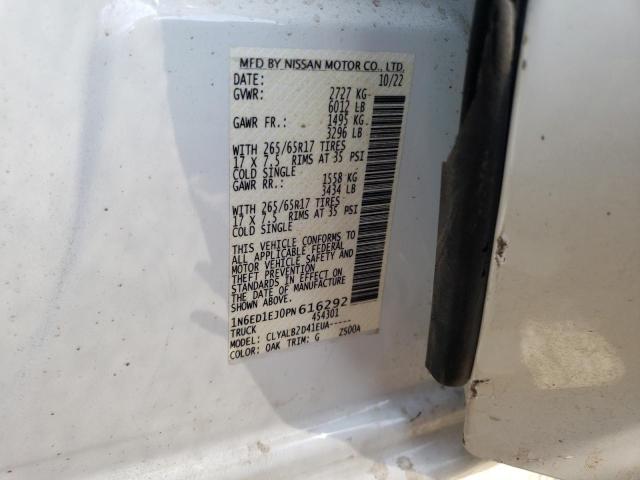 MFD BY NISSAN MOTOR CO., LTD.
DATE: 10/22
GVWR: 2727 KG
6012 LB
GAWR FR.: 1495 KG
3296 LB
WITH 265/65R17 TIRES
17 X 7.5 RIMS AT 35 PSI
COLD SINGLE
GAWR RR.: 1558 KG
3434 LB
WITH 265/65R17 TIRES
17 X 7.5 RIMS AT 35 PSI
COLD SINGLE
THIS VEHICLE CONFORMS TO
ALL APPLICABLE FEDERAL
MOTOR VEHICLE SAFETY AND
THEFT PREVENTION
STANDARDS IN EFFECT ON
THE DATE OF MANUFACTURE
SHOWN ABOVE.
1N6ED1EJ0PN616292
TRUCK 454301
MODEL: CLYALB2D41EUA-----
COLOR: QAK TRIM: G ZS00A